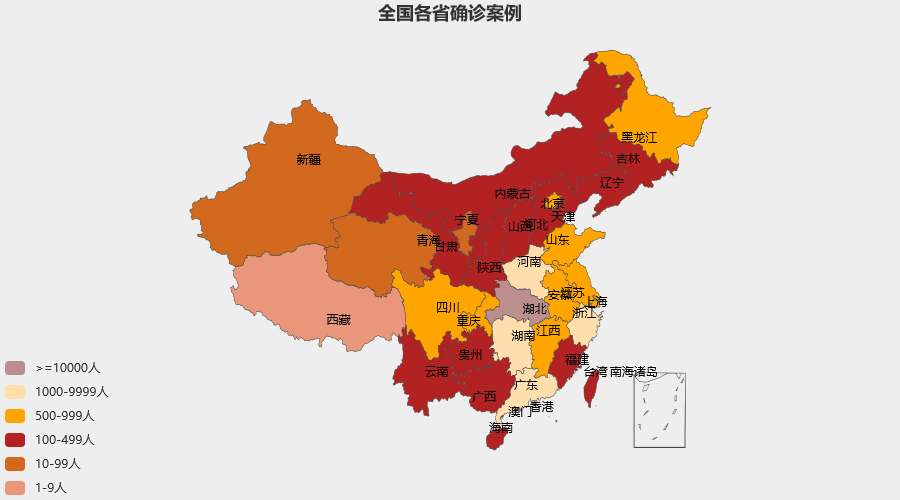 全国各省确诊案例
黑龙江
吉林
新疆
辽宁
内蒙古
北京
天津
宁夏
山西
河北
青海
甘肃
山东
河南
陕西
安徽
江苏
上海
四川
重庆
湖北
浙江
西藏
湖南
江西
贵州
福建
云南
台湾
南海诸岛
广西
广东
澳门
香港
海南
>=10000人
1000-9999人
500-999人
100-499人
10-99人
1-9人